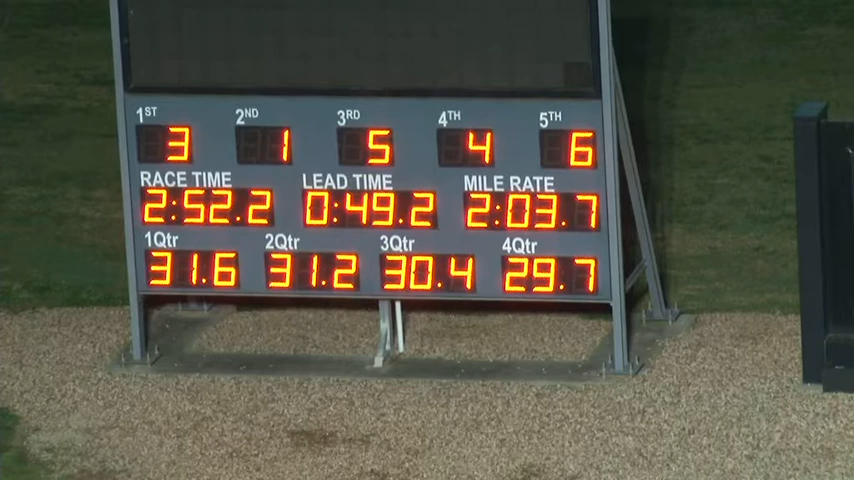 1ST 2ND 3RD 4TH 5TH
3 1 5 4 6
RACE TIME LEAD TIME MILE RATE
2:52.2 0:49.2 2:03.7
1Qtr 2Qtr 3Qtr 4Qtr
31.6 31.2 30.4 29.7